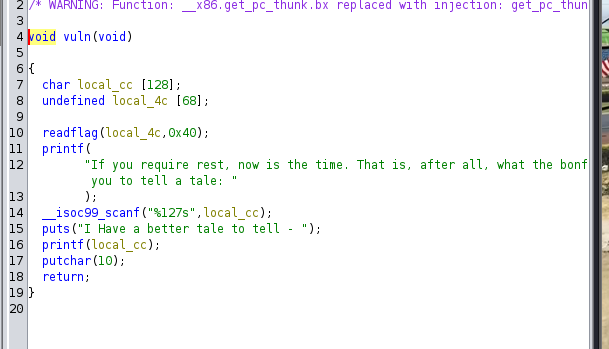 2 /* WARNING: Function: __x86.get_pc_thunk.bx replaced with injection: get_pc_thun
3
4 void vuln(void)
5
6 {
7 char local_cc [128];
8 undefined local_4c [68];
9
10 readflag(local_4c,0x40);
11 printf(
12 "If you require rest, now is the time. That is, after all, what the bonf
you to tell a tale: "
13 );
14 __isoc99_scanf("%127s",local_cc);
15 puts("I Have a better tale to tell - ");
16 printf(local_cc);
17 putchar(10);
18 return;
19 }
20